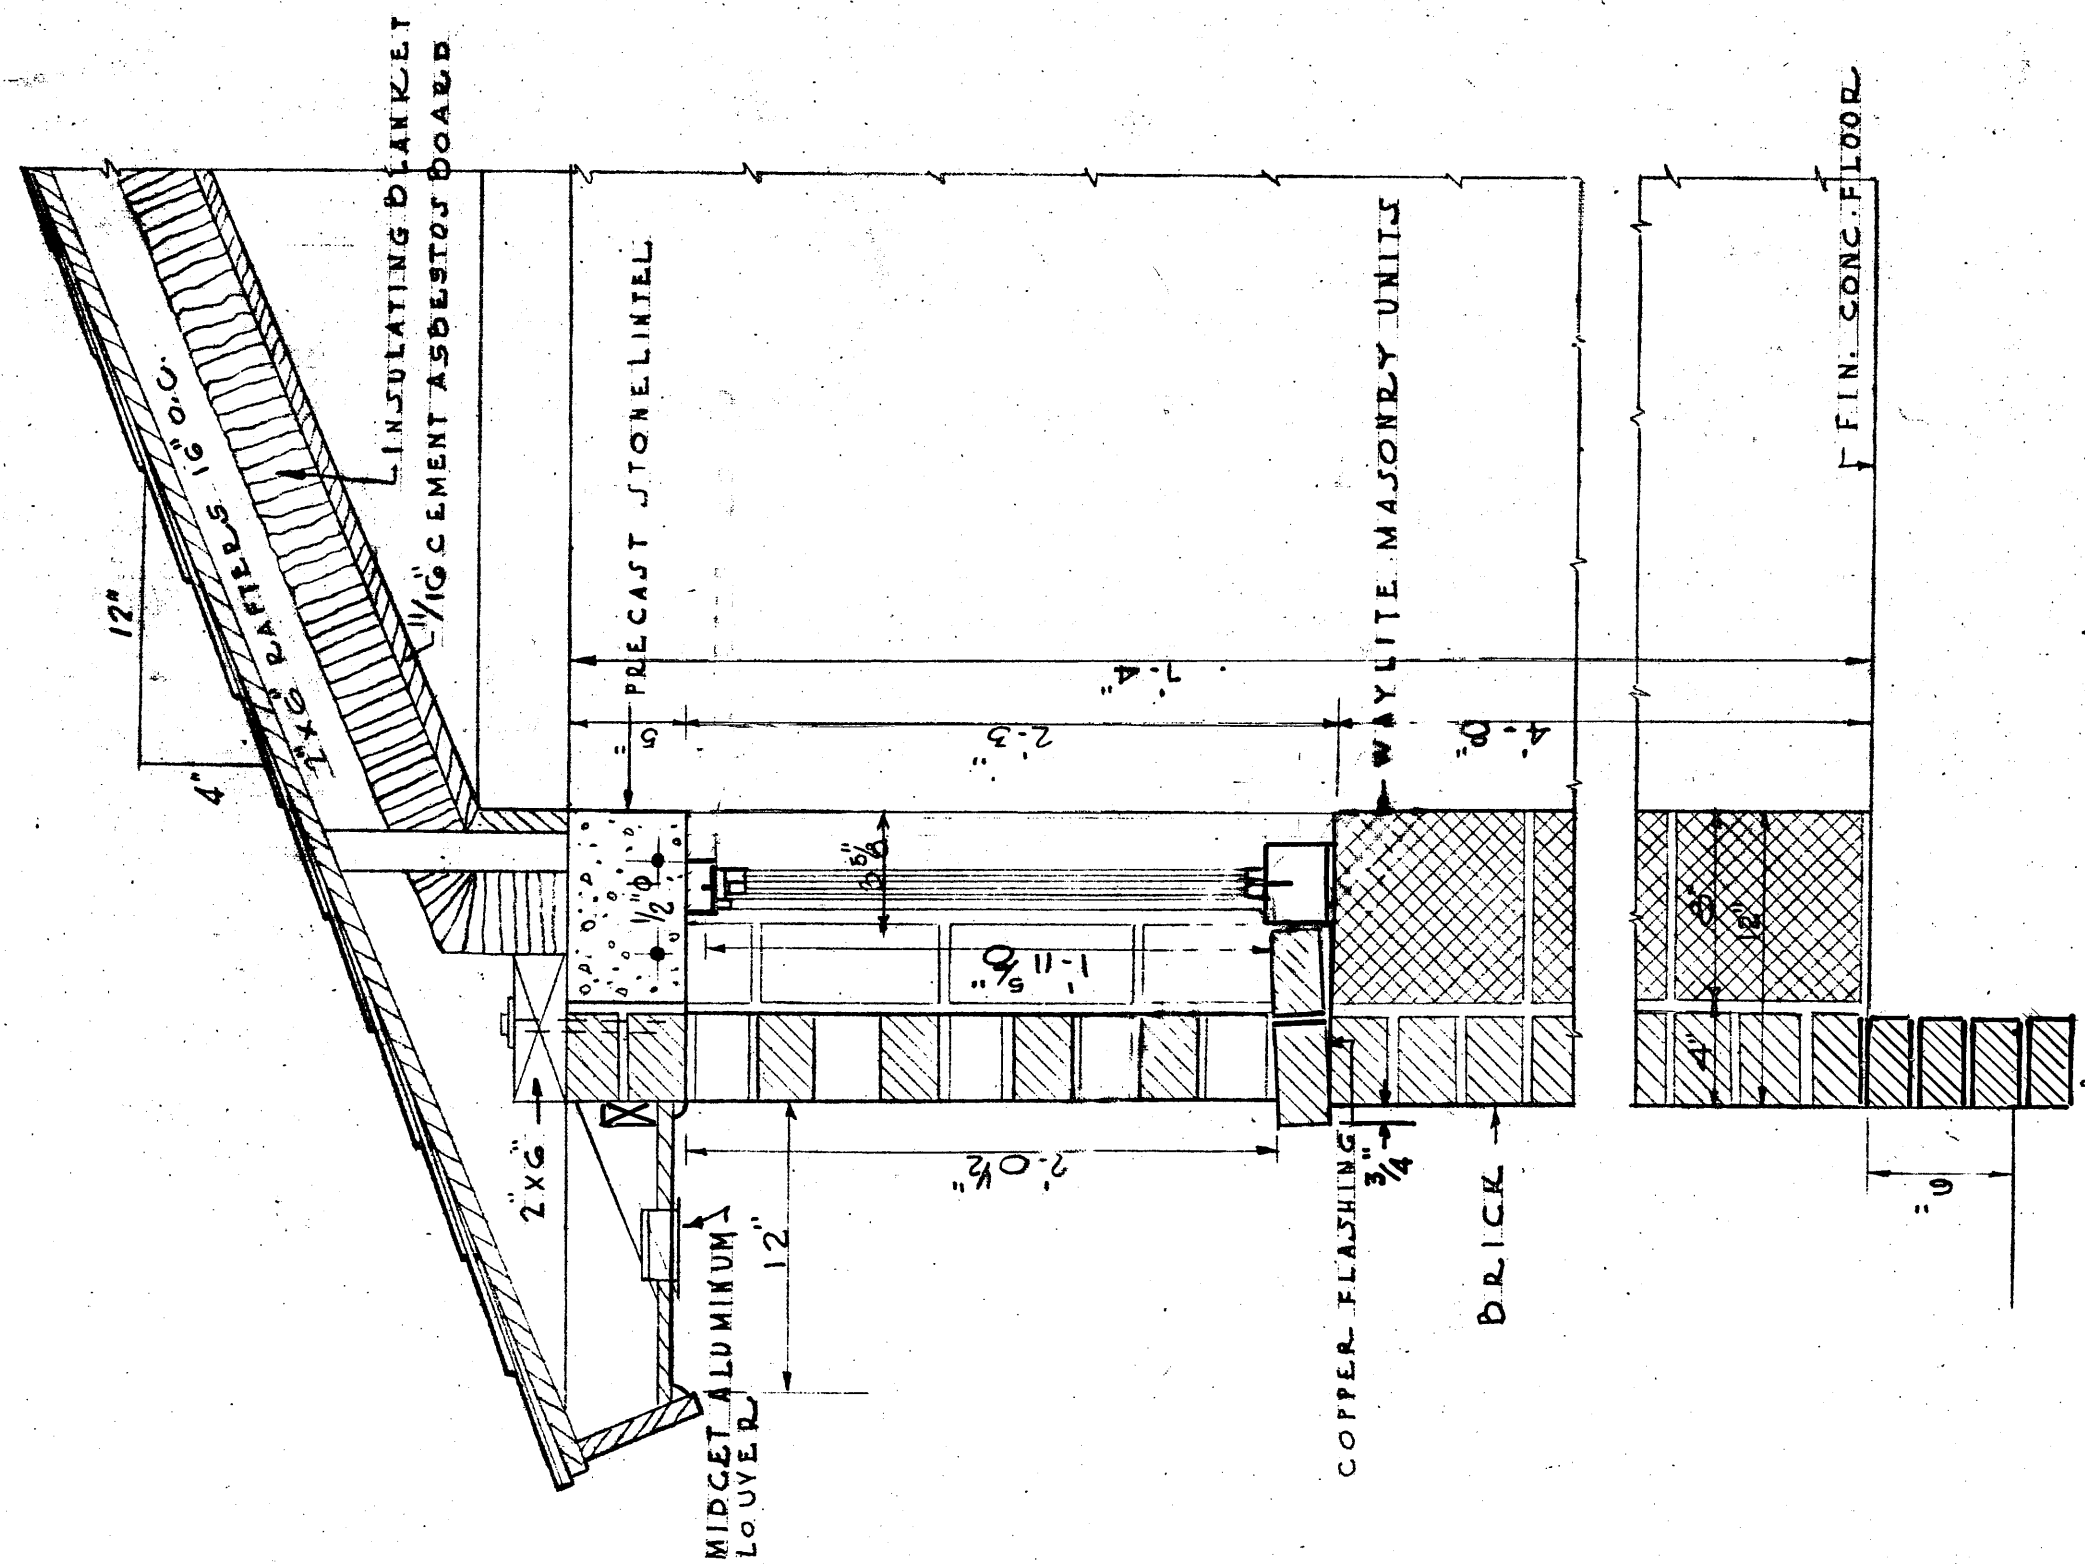 INSULATING BLANKET
11/16" CEMENT ASBESTOS BOARD
2"X6" RAFTERS 16" O.C.
12"
4"
PRECAST STONE LINTEL
WAYLITE MASONRY UNITS
FIN. CONC. FLOOR
7'-4"
5"
2'-3"
4'-8"
1/2"Ø
3 5/8"
1'-11 5/8"
8"
12"
4"
2"X6"
2'-0 1/2"
12"
3/4"
6"
MIDGET ALUMINUM
LOUVER
COPPER FLASHING
BRICK